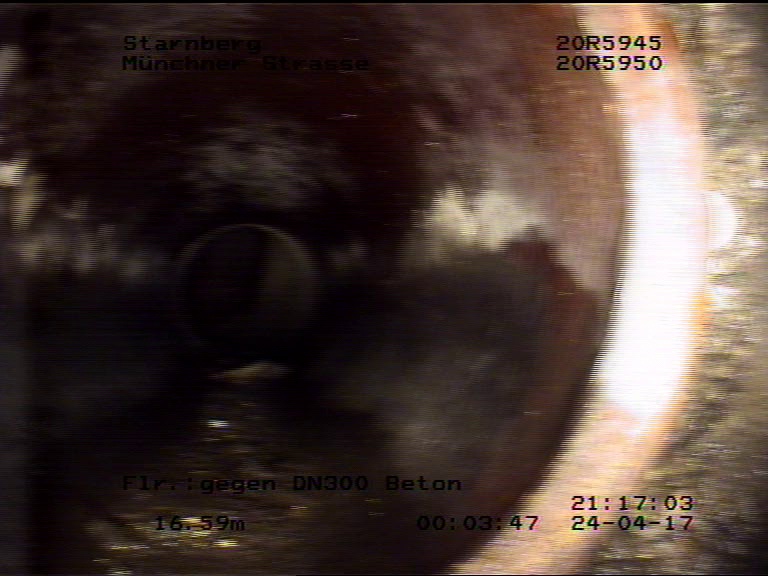 Starnberg 20R5945
Münchner Strasse 20R5950
Flr.:gegen DN300 Beton
21:17:03
16.59m 00:03:47 24-04-17